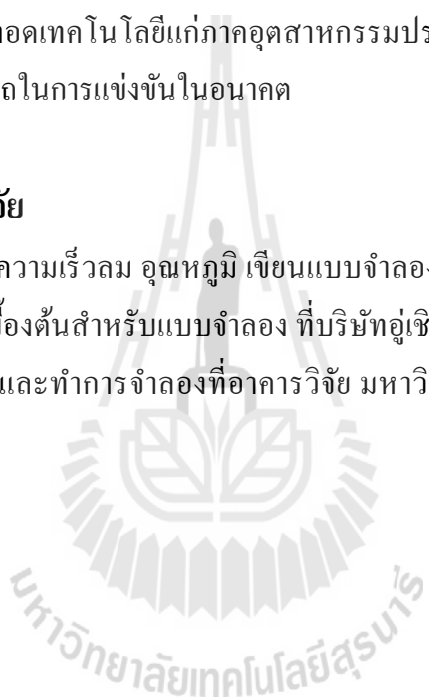 อดเทคโนโลยีแก่ภาคอุตสาหกรรมปร
ถในการแข่งขันในอนาคต
วัย
ความเร็วลม อุณหภูมิ เขียนแบบจำลอง
บื้องต้นสำหรับแบบจำลอง ที่บริษัทอู่เชิ
และทำการจำลองที่อาคารวิจัย มหาวิ
มหาวิทยาลัยเทคโนโลยีสุรนารี